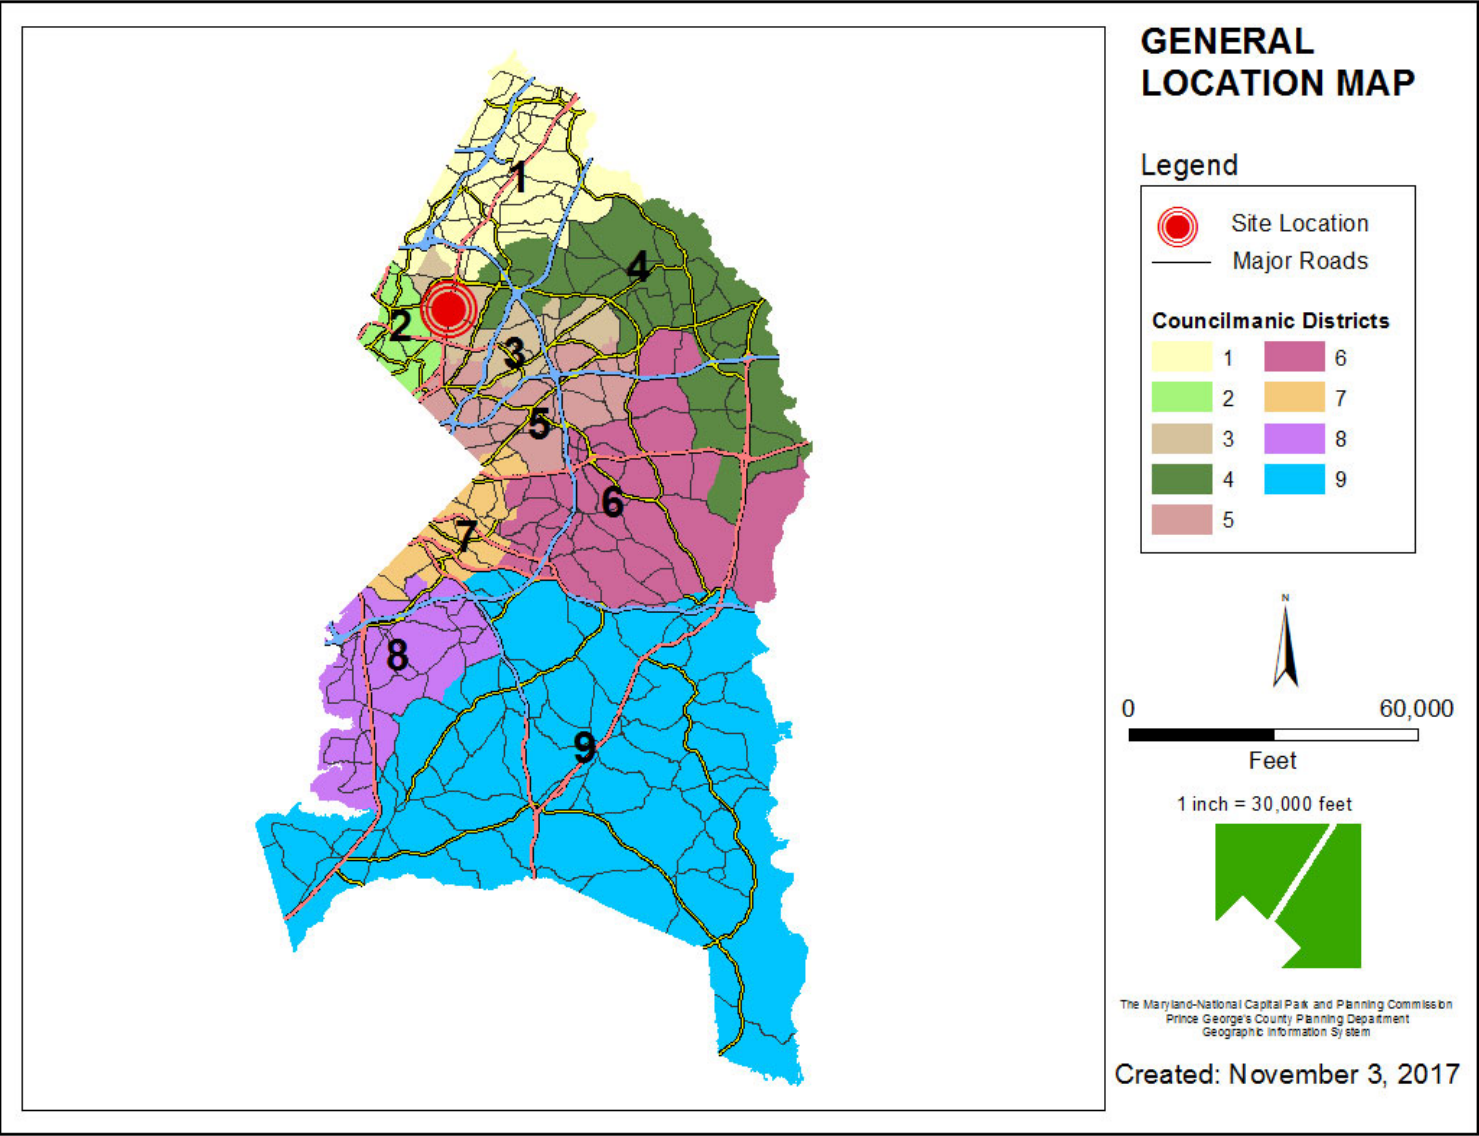 GENERAL
LOCATION MAP
Legend
Site Location
Major Roads
Councilmanic Districts
1 6
2 7
3 8
4 9
5
1
4
2
3
5
6
7
8
9
N
0 60,000
Feet
1 inch = 30,000 feet
The Maryland-National Capital Park and Planning Commission
Prince George's County Planning Department
Geographic Information System
Created: November 3, 2017